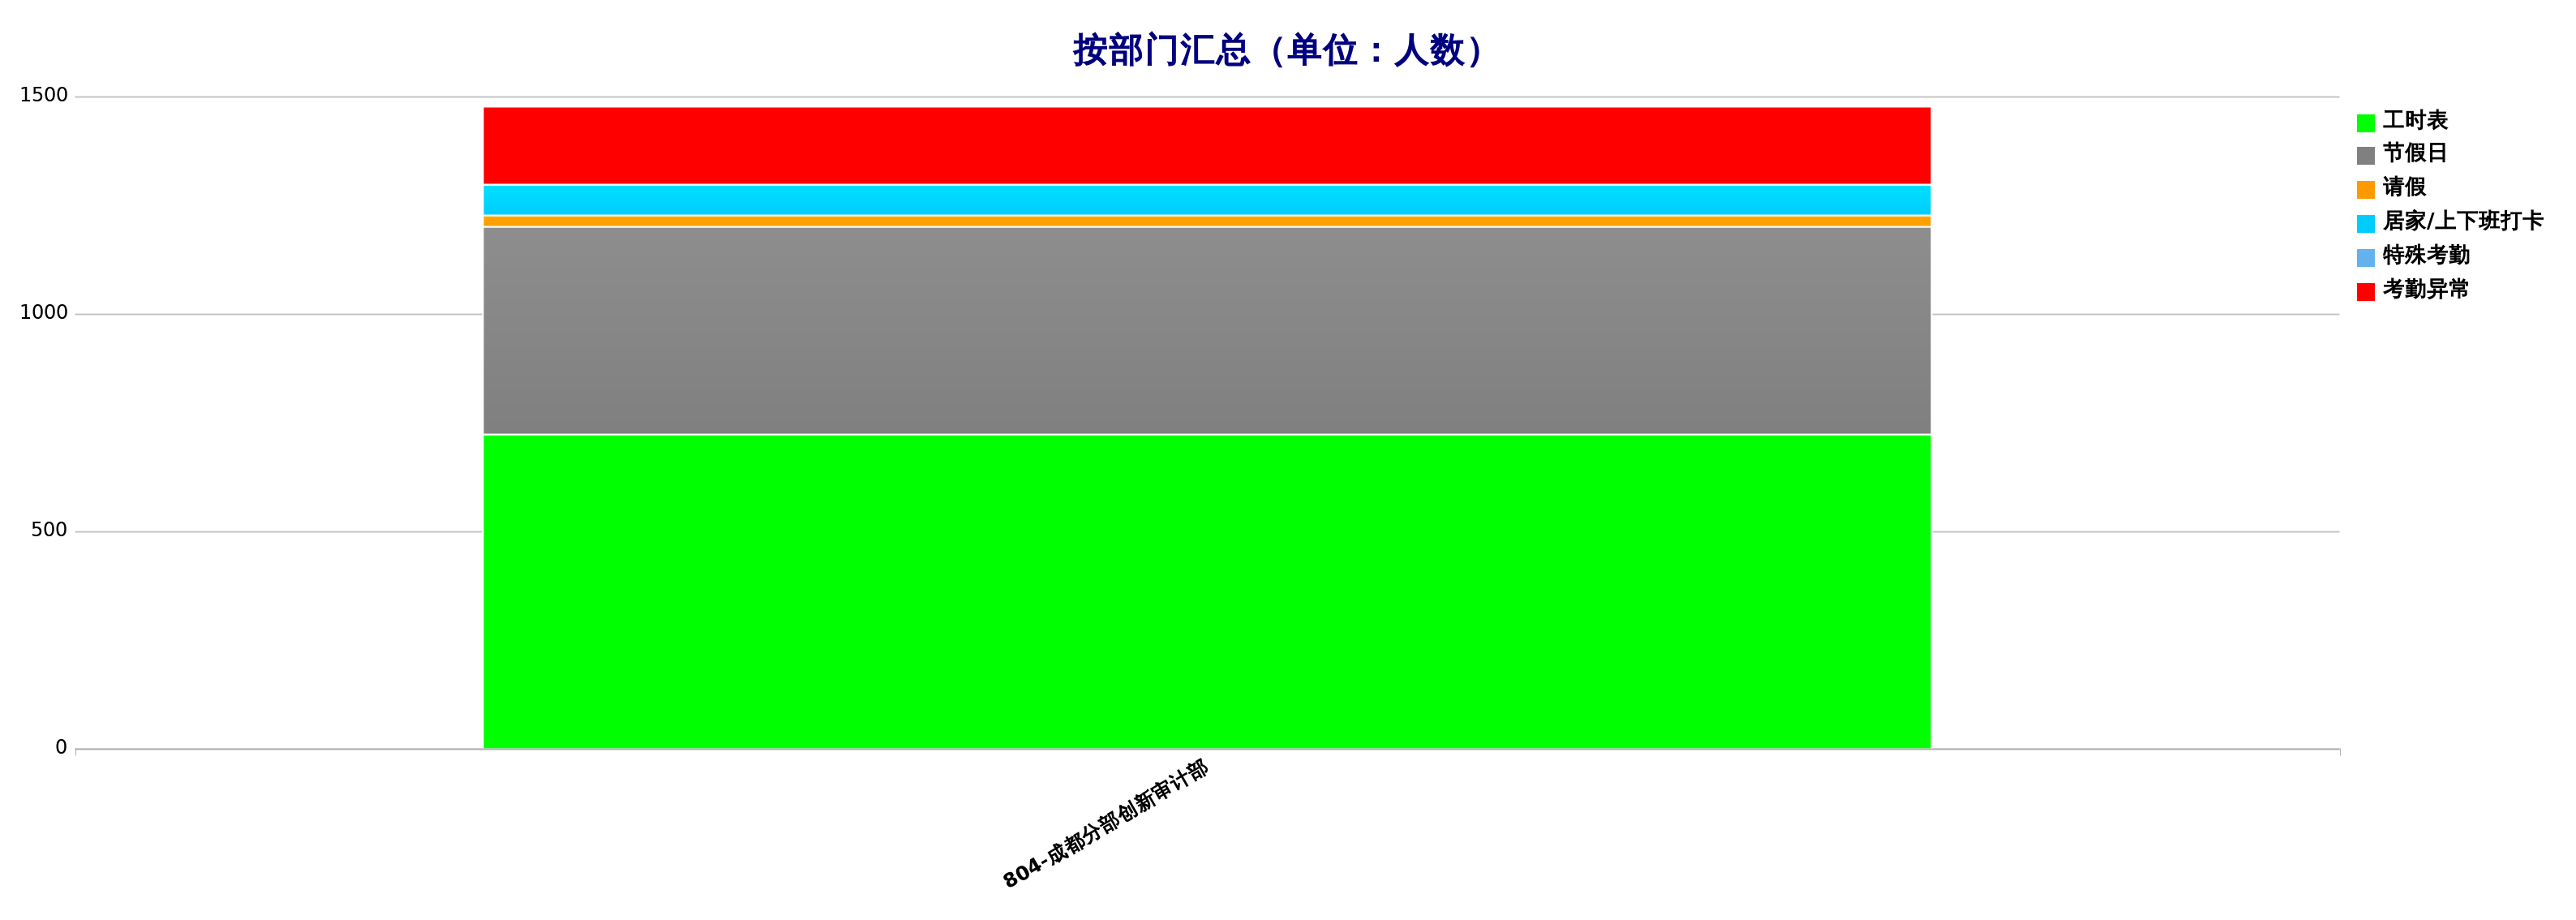 按部门汇总（单位：人数）
1500
1000
500
0
804-成都分部创新审计部
工时表
节假日
请假
居家/上下班打卡
特殊考勤
考勤异常